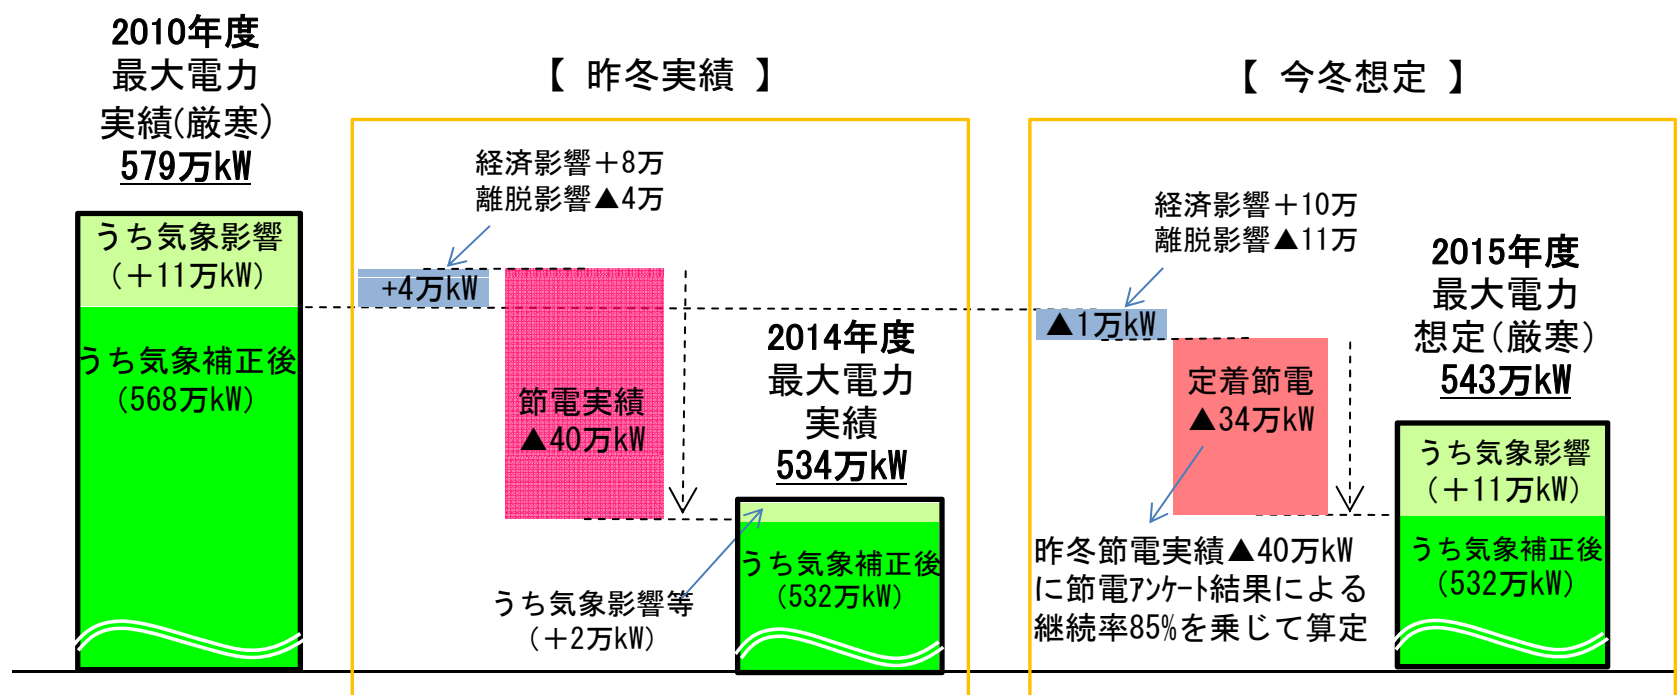 2010年度
最大電力
実績(厳寒)
579万kW
うち気象影響
(＋11万kW)
うち気象補正後
(568万kW)
【 昨冬実績 】
経済影響＋8万
離脱影響▲4万
+4万kW
節電実績
▲40万kW
2014年度
最大電力
実績
534万kW
うち気象補正後
(532万kW)
うち気象影響等
(＋2万kW)
【 今冬想定 】
経済影響＋10万
離脱影響▲11万
▲1万kW
定着節電
▲34万kW
昨冬節電実績▲40万kW
に節電ｱﾝｹｰﾄ結果による
継続率85%を乗じて算定
2015年度
最大電力
想定(厳寒)
543万kW
うち気象影響
(＋11万kW)
うち気象補正後
(532万kW)